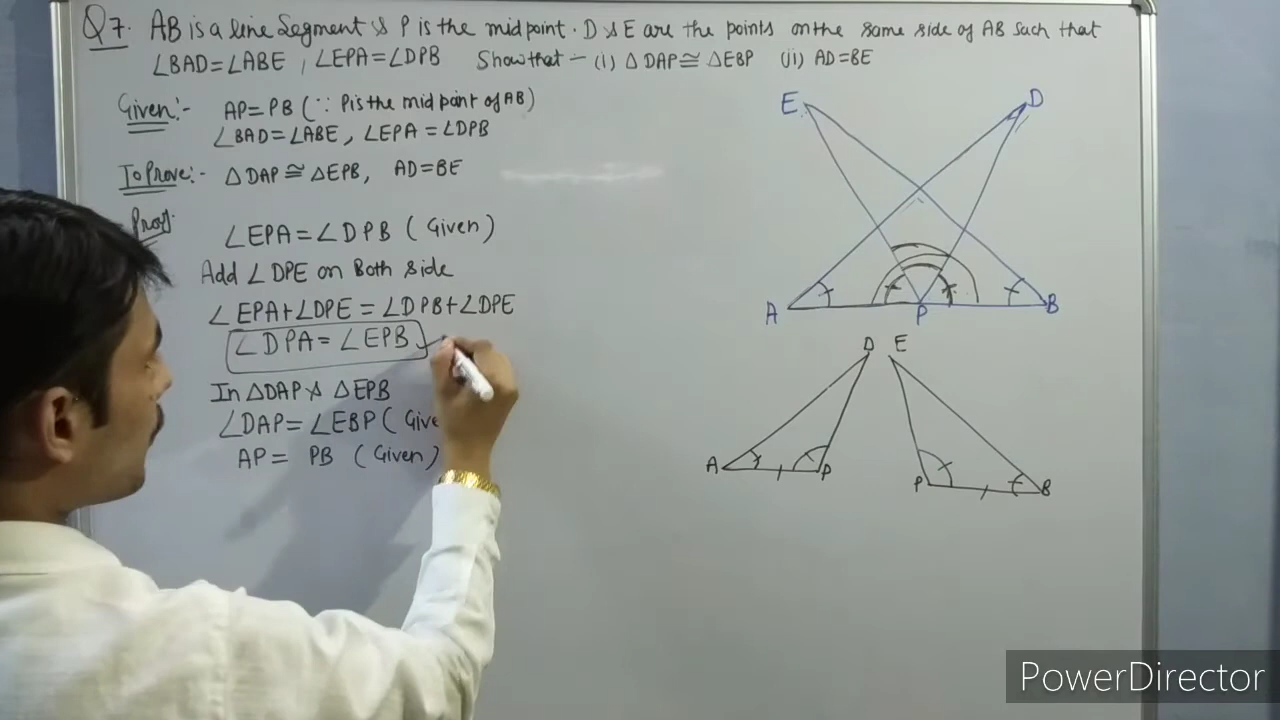 Q7. AB is a line Segment & P is the midpoint. D & E are the points on the same side of AB such that
∠BAD=∠ABE , ∠EPA=∠DPB Show that :- (i) △DAP≅△EBP (ii) AD=BE
Given:- AP=PB (∵ P is the mid point of AB)
∠BAD=∠ABE, ∠EPA=∠DPB
To Prove:- △DAP≅△EPB, AD=BE
Proof
∠EPA=∠DPB (Given)
Add ∠DPE on Both side
∠EPA+∠DPE = ∠DPB+∠DPE
∠DPA=∠EPB
In △DAP & △EPB
∠DAP=∠EBP (Give
AP= PB (Given)
E D
A P B
D E
A P P B
PowerDirector